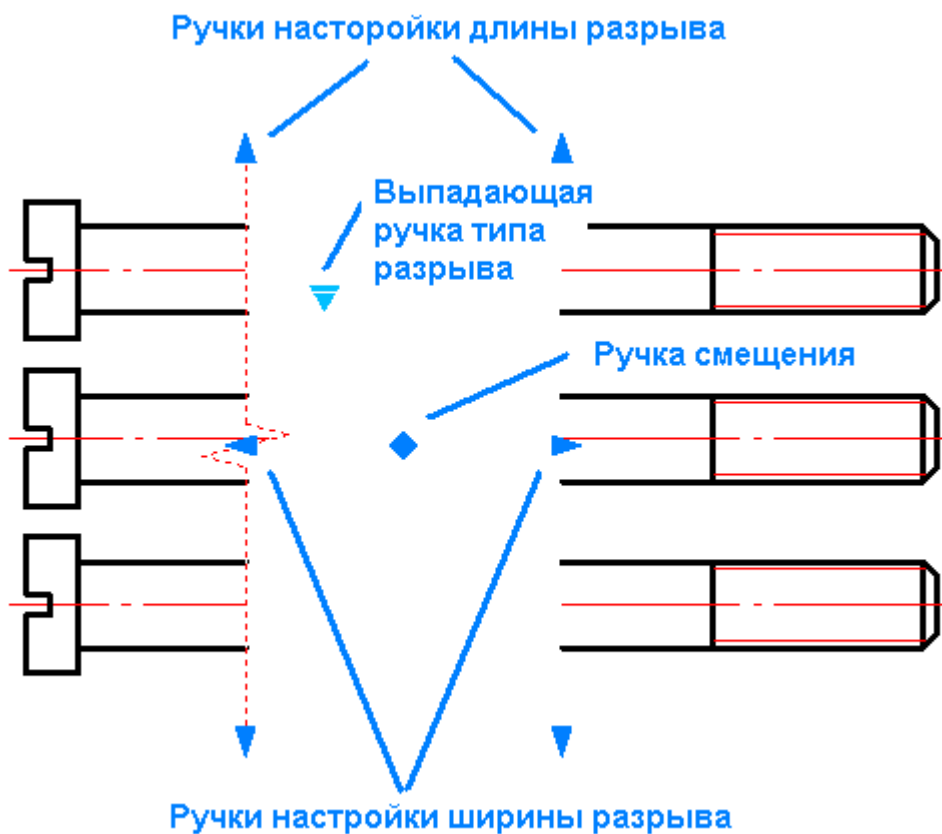 Ручки насторойки длины разрыва
Выпадающая
ручка типа
разрыва
Ручка смещения
Ручки настройки ширины разрыва